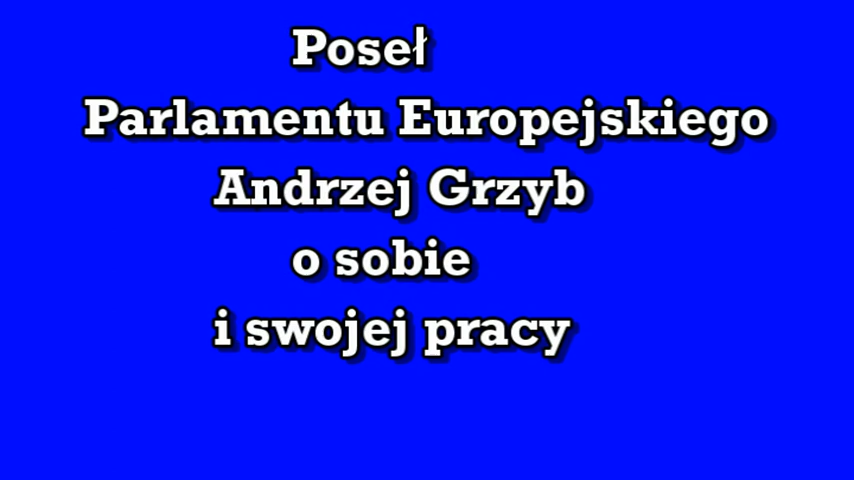 Poseł
Parlamentu Europejskiego
Andrzej Grzyb
o sobie
i swojej pracy